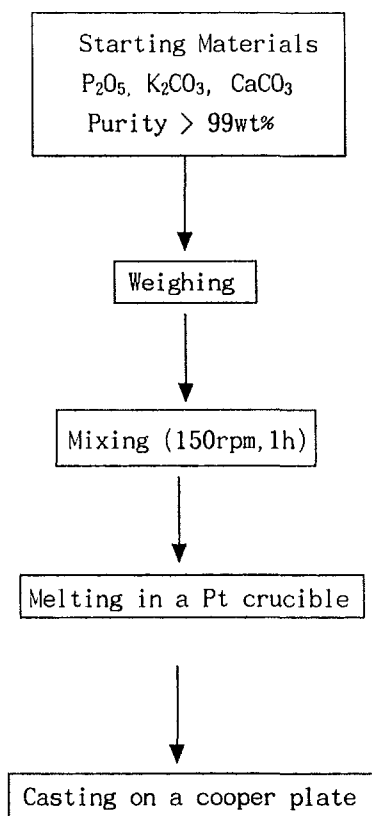 Starting Materials
P₂O₅, K₂CO₃, CaCO₃
Purity > 99wt%
Weighing
Mixing (150rpm, 1h)
Melting in a Pt crucible
Casting on a cooper plate